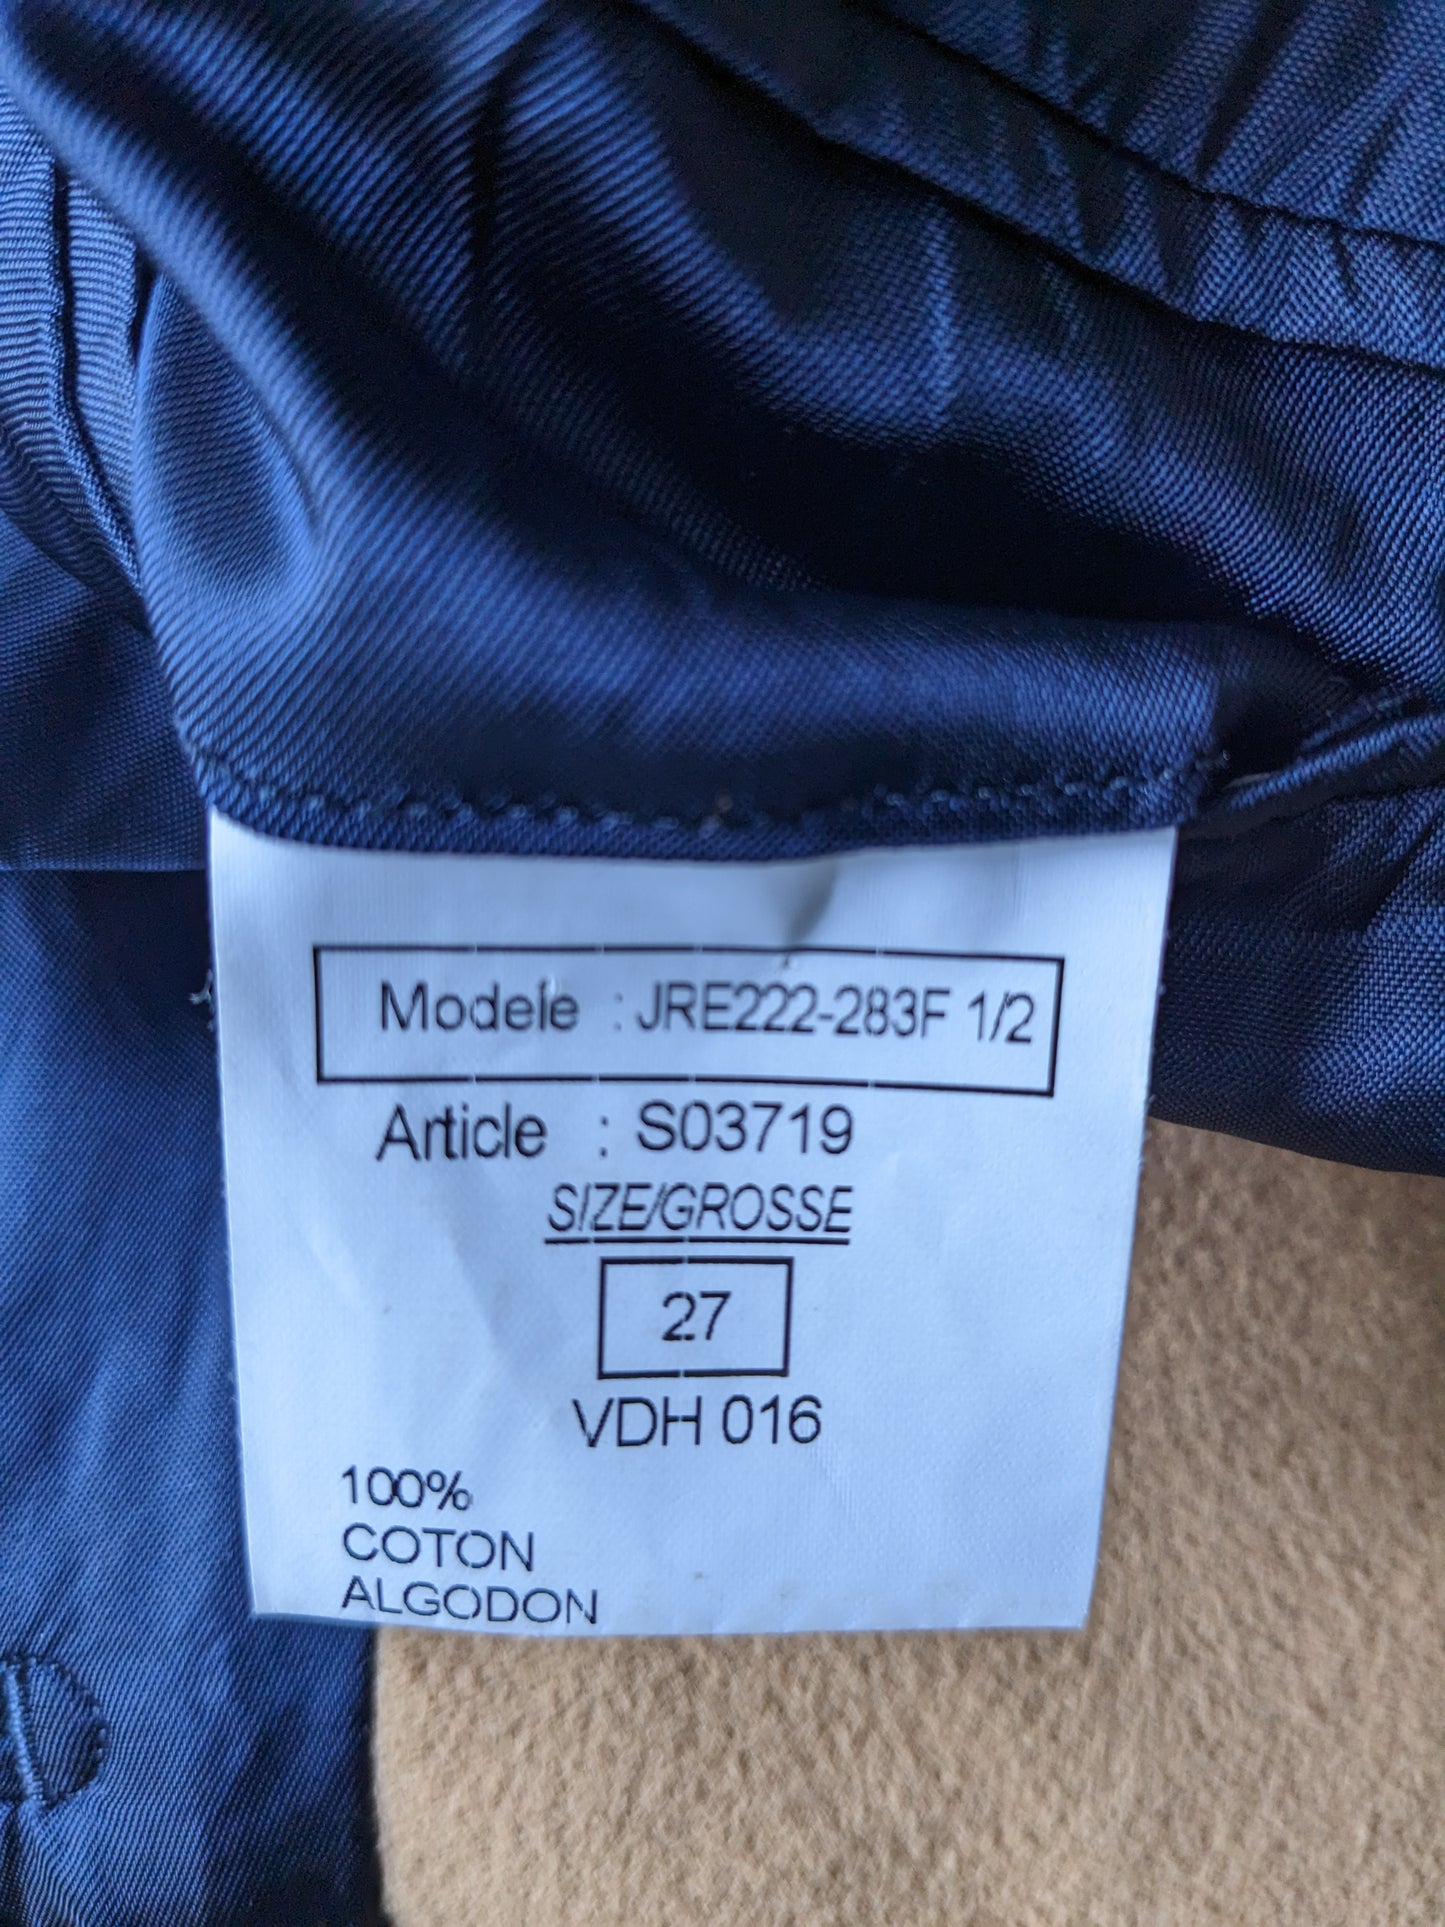 Modele : JRE222-283F 1/2
Article : S03719
SIZE/GROSSE
27
VDH 016
100%
COTON
ALGODON